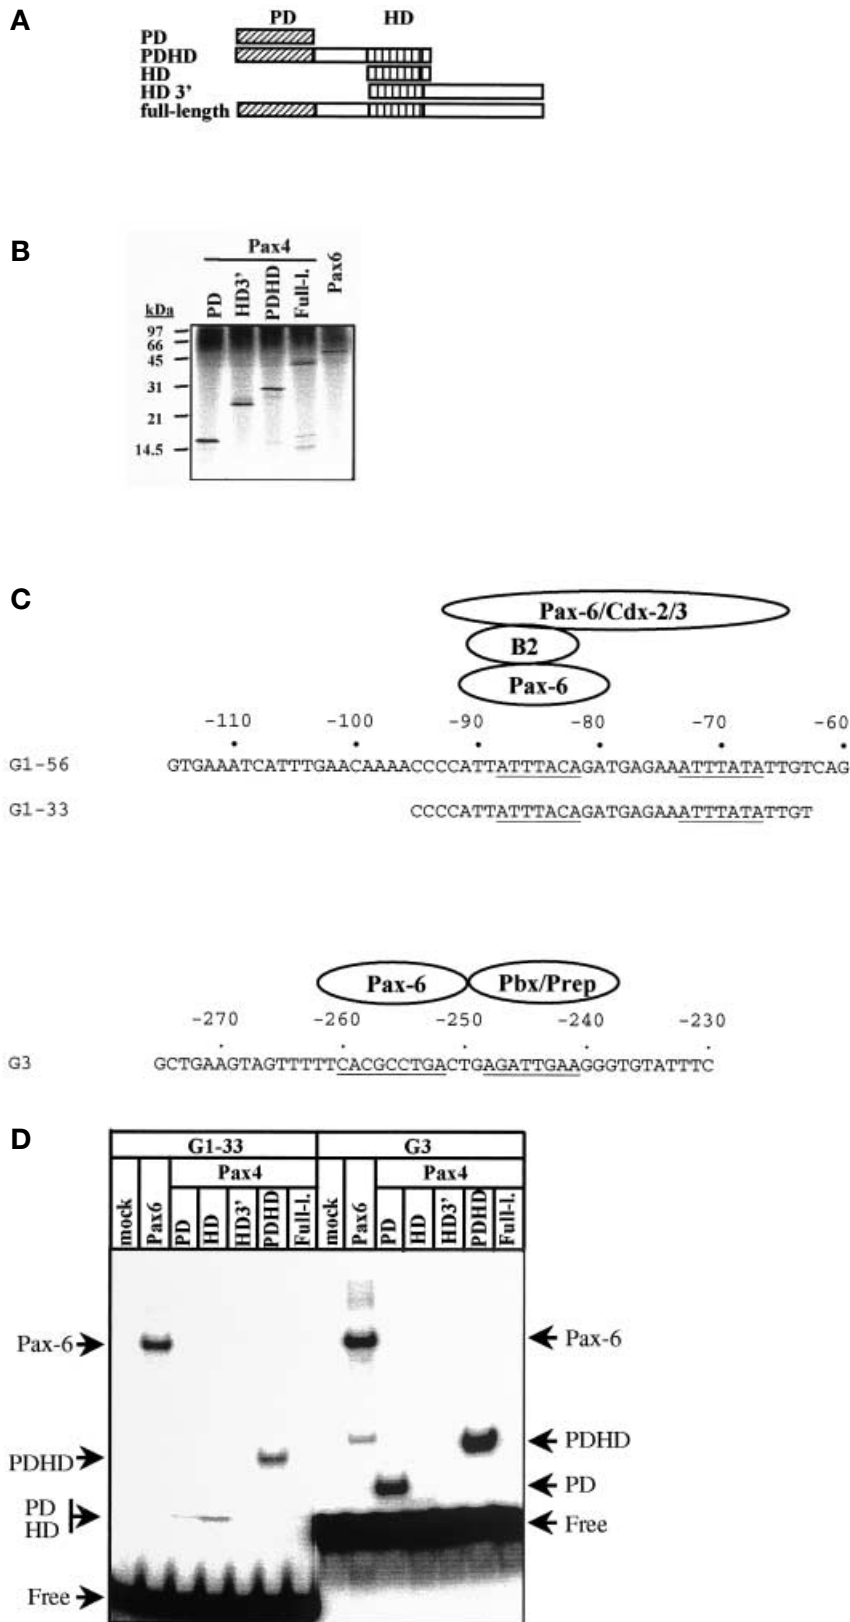 A
PD HD
PD
PDHD
HD
HD 3'
full-length
B
Pax4
kDa PD HD3' PDHD Full-l. Pax6
97
66
45
31
21
14.5
C
Pax-6/Cdx-2/3
B2
Pax-6
-110 -100 -90 -80 -70 -60
G1-56 GTGAAATCATTTGAACAAAACCCCATTATTTACAGATGAGAAATTTATATTGTCAG
G1-33 CCCCATTATTTACAGATGAGAAATTTATATTGT
Pax-6 Pbx/Prep
-270 -260 -250 -240 -230
G3 GCTGAAGTAGTTTTTCACGCCTGACTGAGATTGAAGGGTGTATTTC
D
G1-33 G3
Pax4 Pax4
mock Pax6 PD HD HD3' PDHD Full-l. mock Pax6 PD HD HD3' PDHD Full-l.
Pax-6 Pax-6
PDHD PDHD
PD PD
HD Free
Free